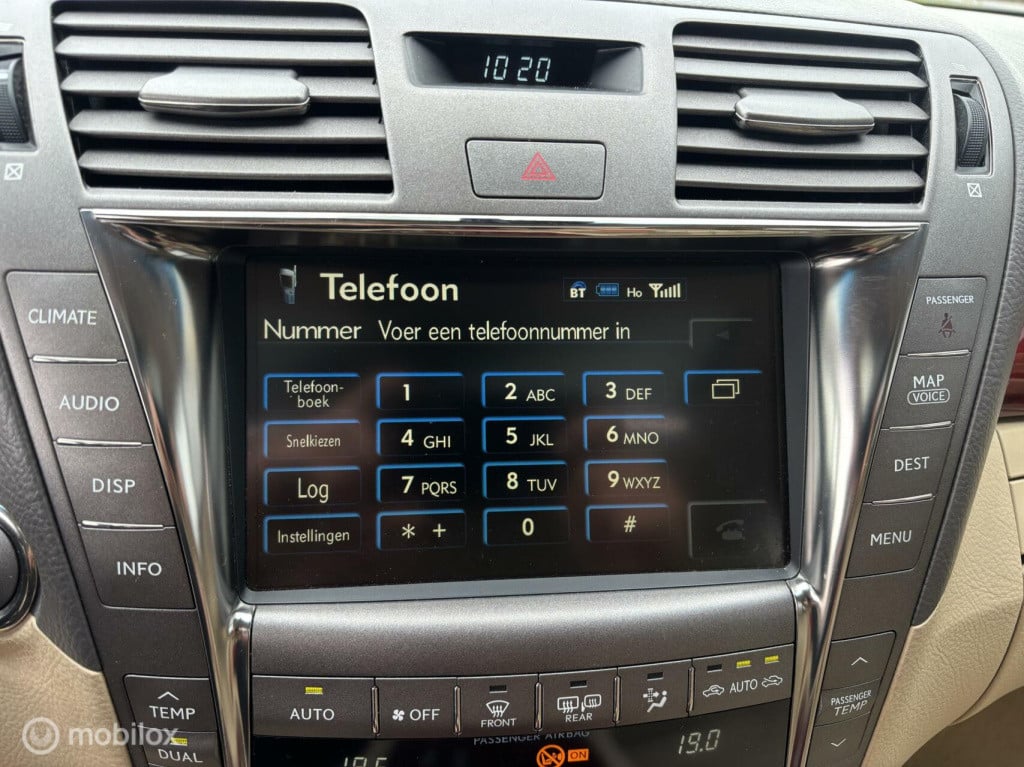 10 20
CLIMATE
AUDIO
DISP
INFO
Telefoon
BT Ho
Nummer Voer een telefoonnummer in
Telefoon-
boek
1
2 ABC
3 DEF
Snelkiezen
4 GHI
5 JKL
6 MNO
Log
7 PQRS
8 TUV
9 WXYZ
Instellingen
* +
0
#
PASSENGER
MAP
VOICE
DEST
MENU
TEMP
DUAL
AUTO
OFF
FRONT
REAR
AUTO
PASSENGER
TEMP
PASSENGER AIRBAG
ON
19.0
mobilox